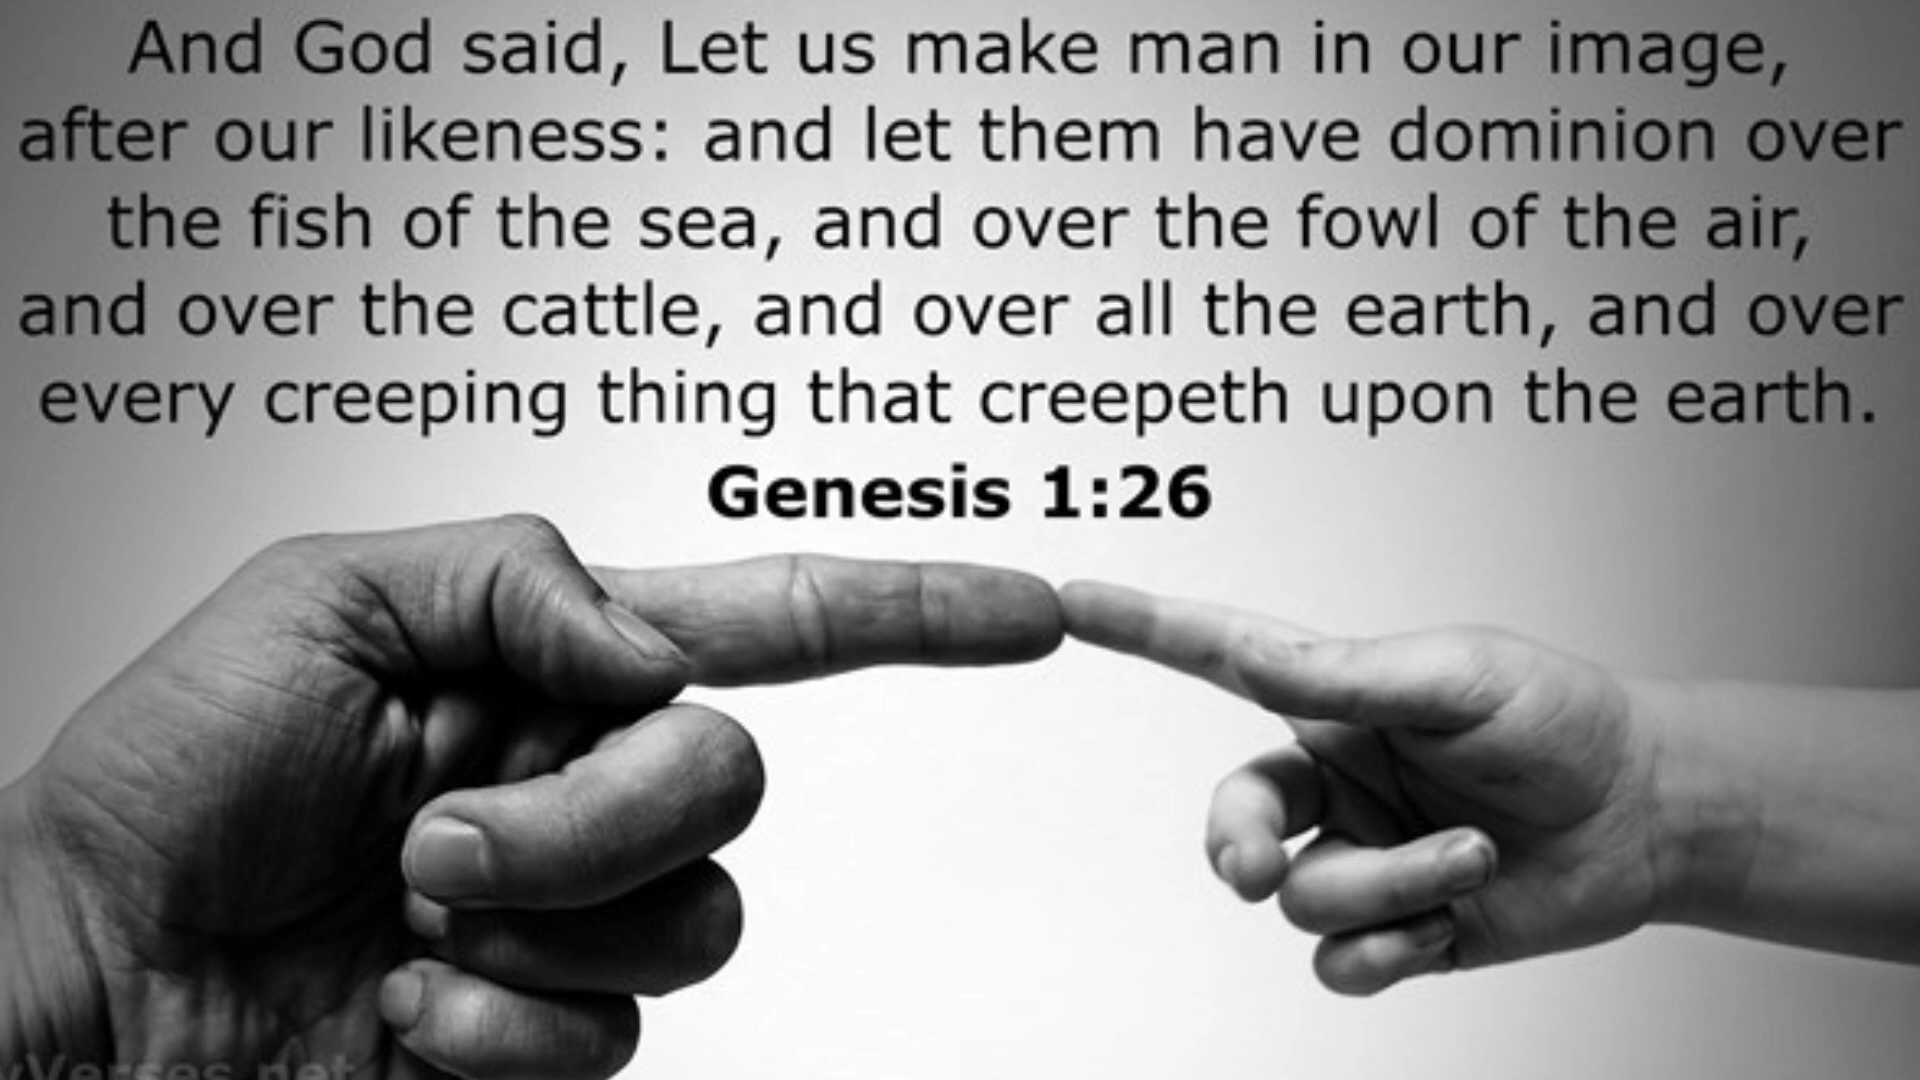 And God said, Let us make man in our image,
after our likeness: and let them have dominion over
the fish of the sea, and over the fowl of the air,
and over the cattle, and over all the earth, and over
every creeping thing that creepeth upon the earth.
Genesis 1:26
yVerses.net